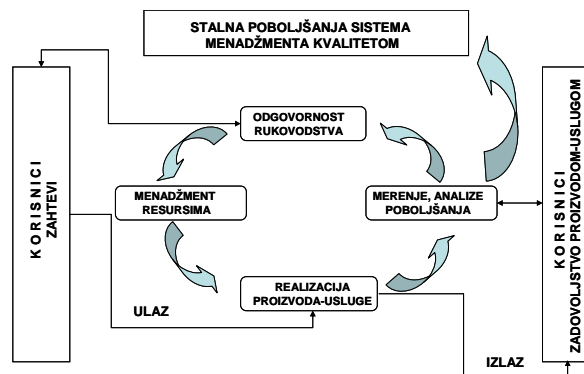 STALNA POBOLJŠANJA SISTEMA
MENADŽMENTA KVALITETOM
KORISNICI
ZAHTEVI
ODGOVORNOST
RUKOVODSTVA
MENADŽMENT
RESURSIMA
MERENJE, ANALIZE
POBOLJŠANJA
REALIZACIJA
PROIZVODA-USLUGE
ULAZ
IZLAZ
KORISNICI
ZADOVOLJSTVO PROIZVODOM-USLUGOM